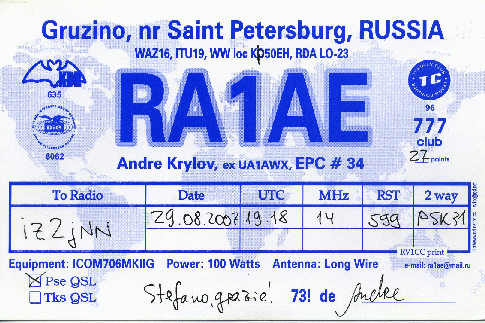 Gruzino, nr Saint Petersburg, RUSSIA
WAZ16, ITU19, WW loc KP50EH, RDA LO-23
RA1AE
635
6062
TC
96
777
club
27 points
Andre Krylov, ex UA1AWX, EPC # 34
To Radio Date UTC MHz RST 2 way
iz2jNN 29.08.2007 19.18 14 599 PSK31
RV1CC print
Equipment: ICOM706MKIIG Power: 100 Watts Antenna: Long Wire e-mail: ra1ae@mail.ru
Pse QSL
Tks QSL
Stefano, grazie! 73! de Andre